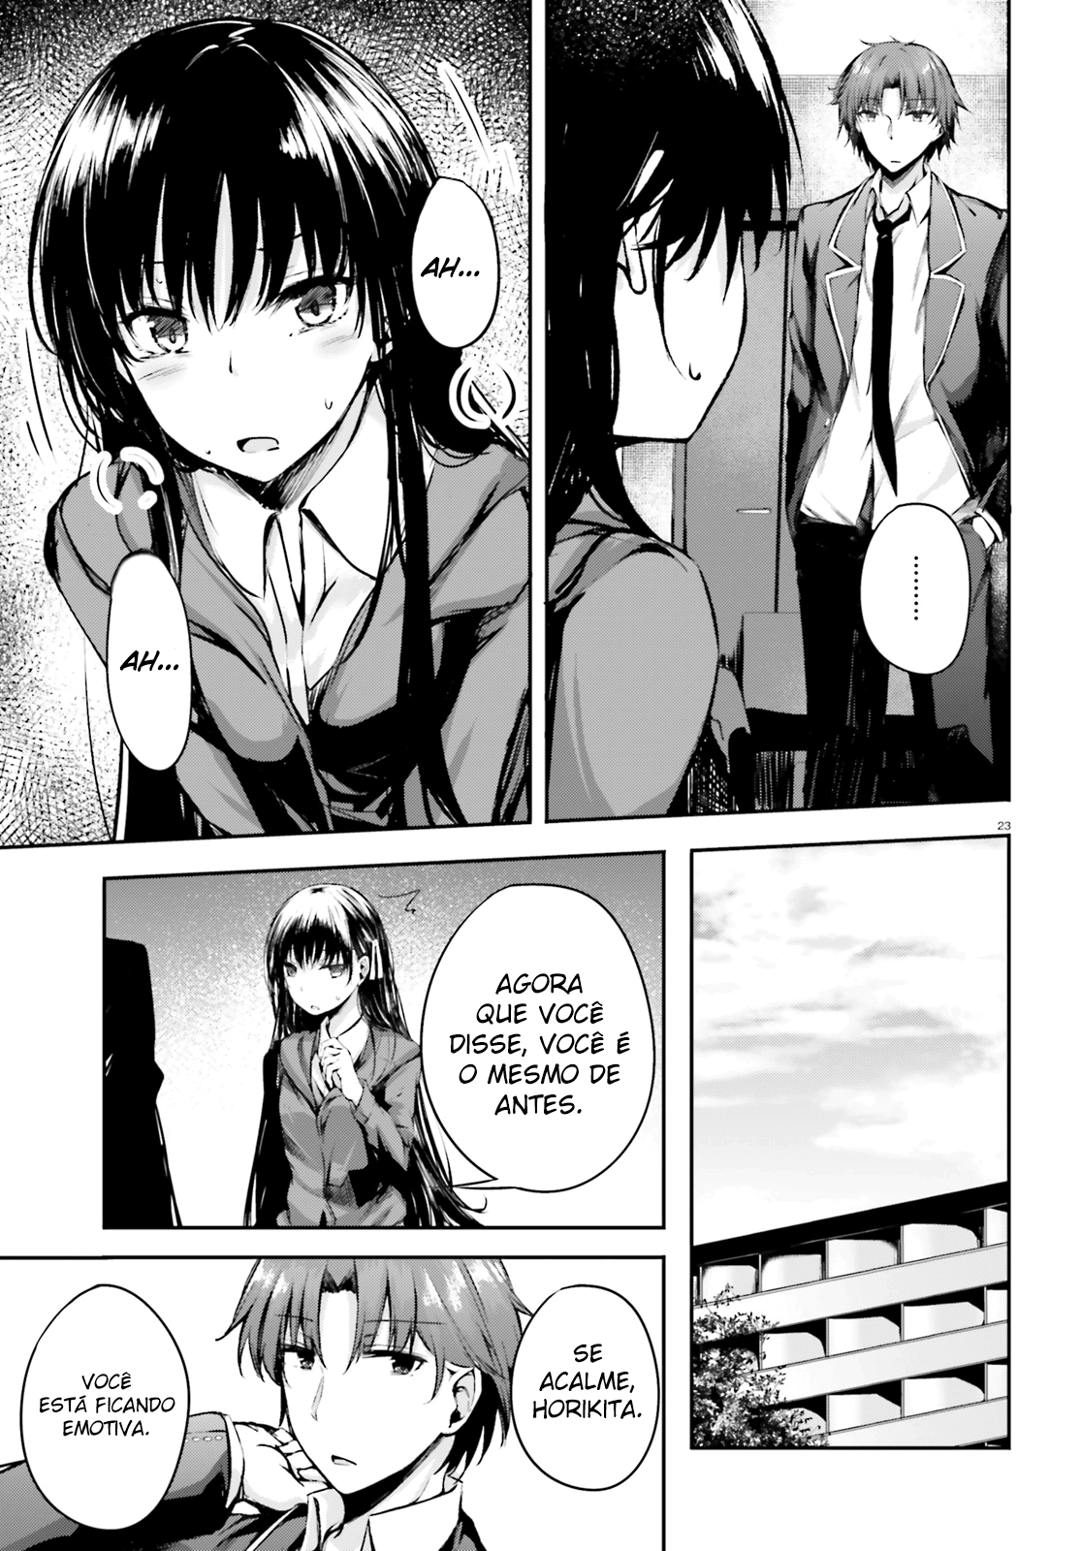 .........
AH...
AH...
23
AGORA
QUE VOCÊ
DISSE, VOCÊ É
O MESMO DE
ANTES.
SE
ACALME,
HORIKITA.
VOCÊ
ESTÁ FICANDO
EMOTIVA.